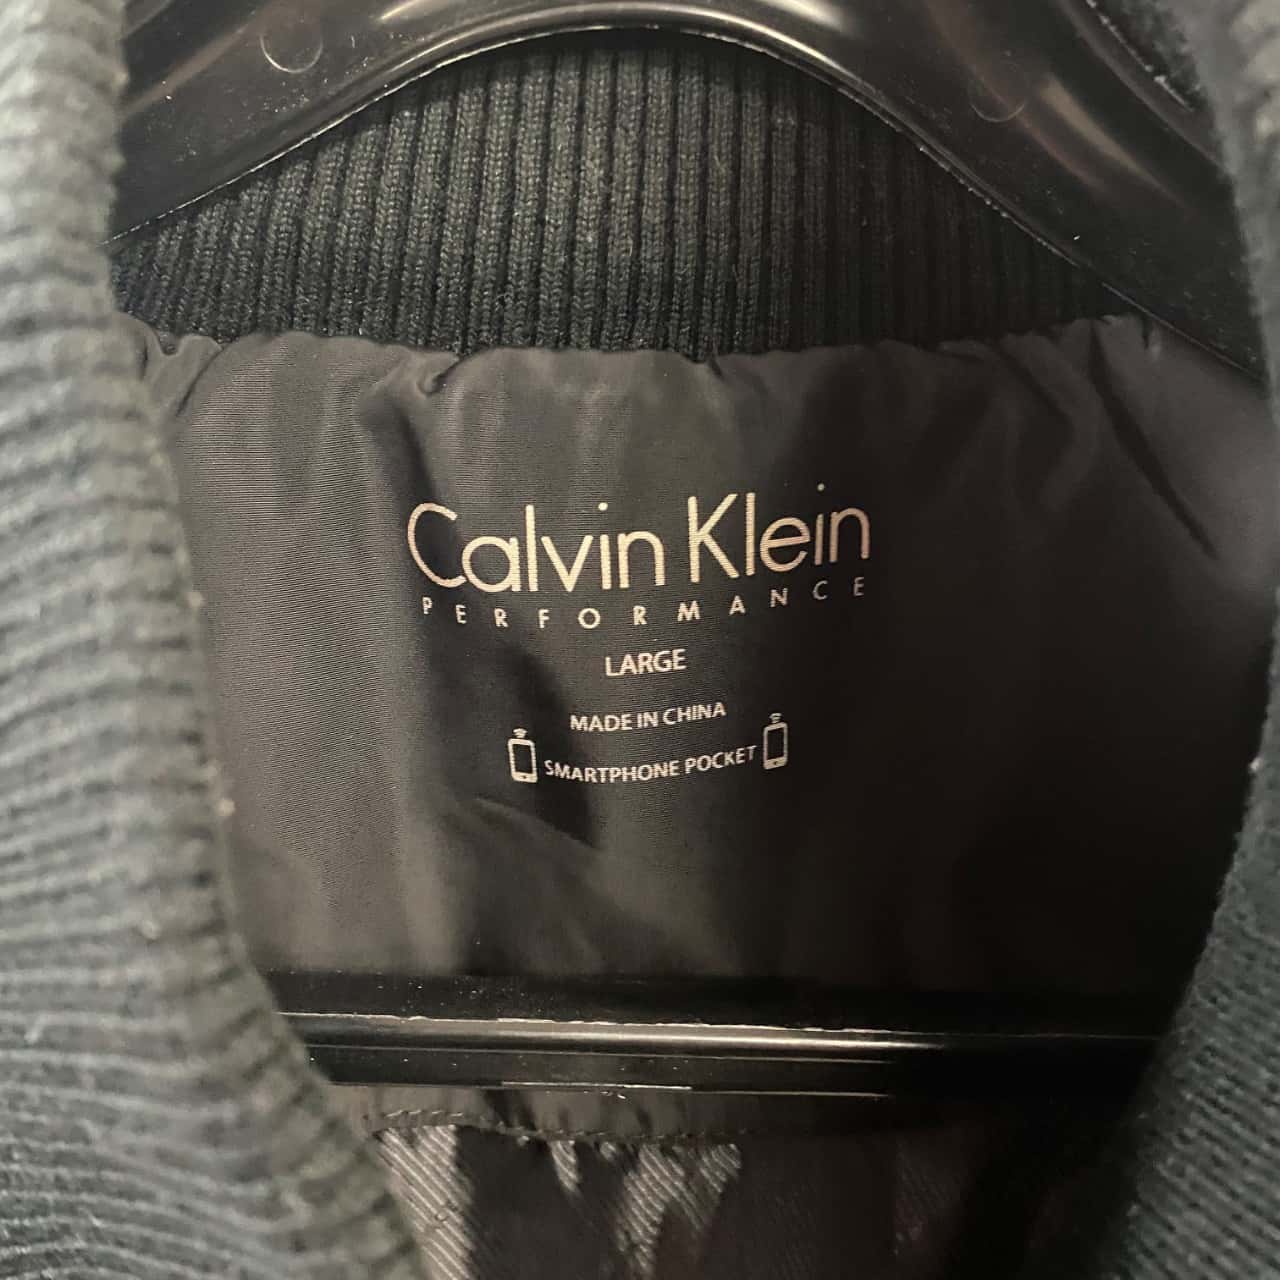 Calvin Klein
PERFORMANCE
LARGE
MADE IN CHINA
SMARTPHONE POCKET